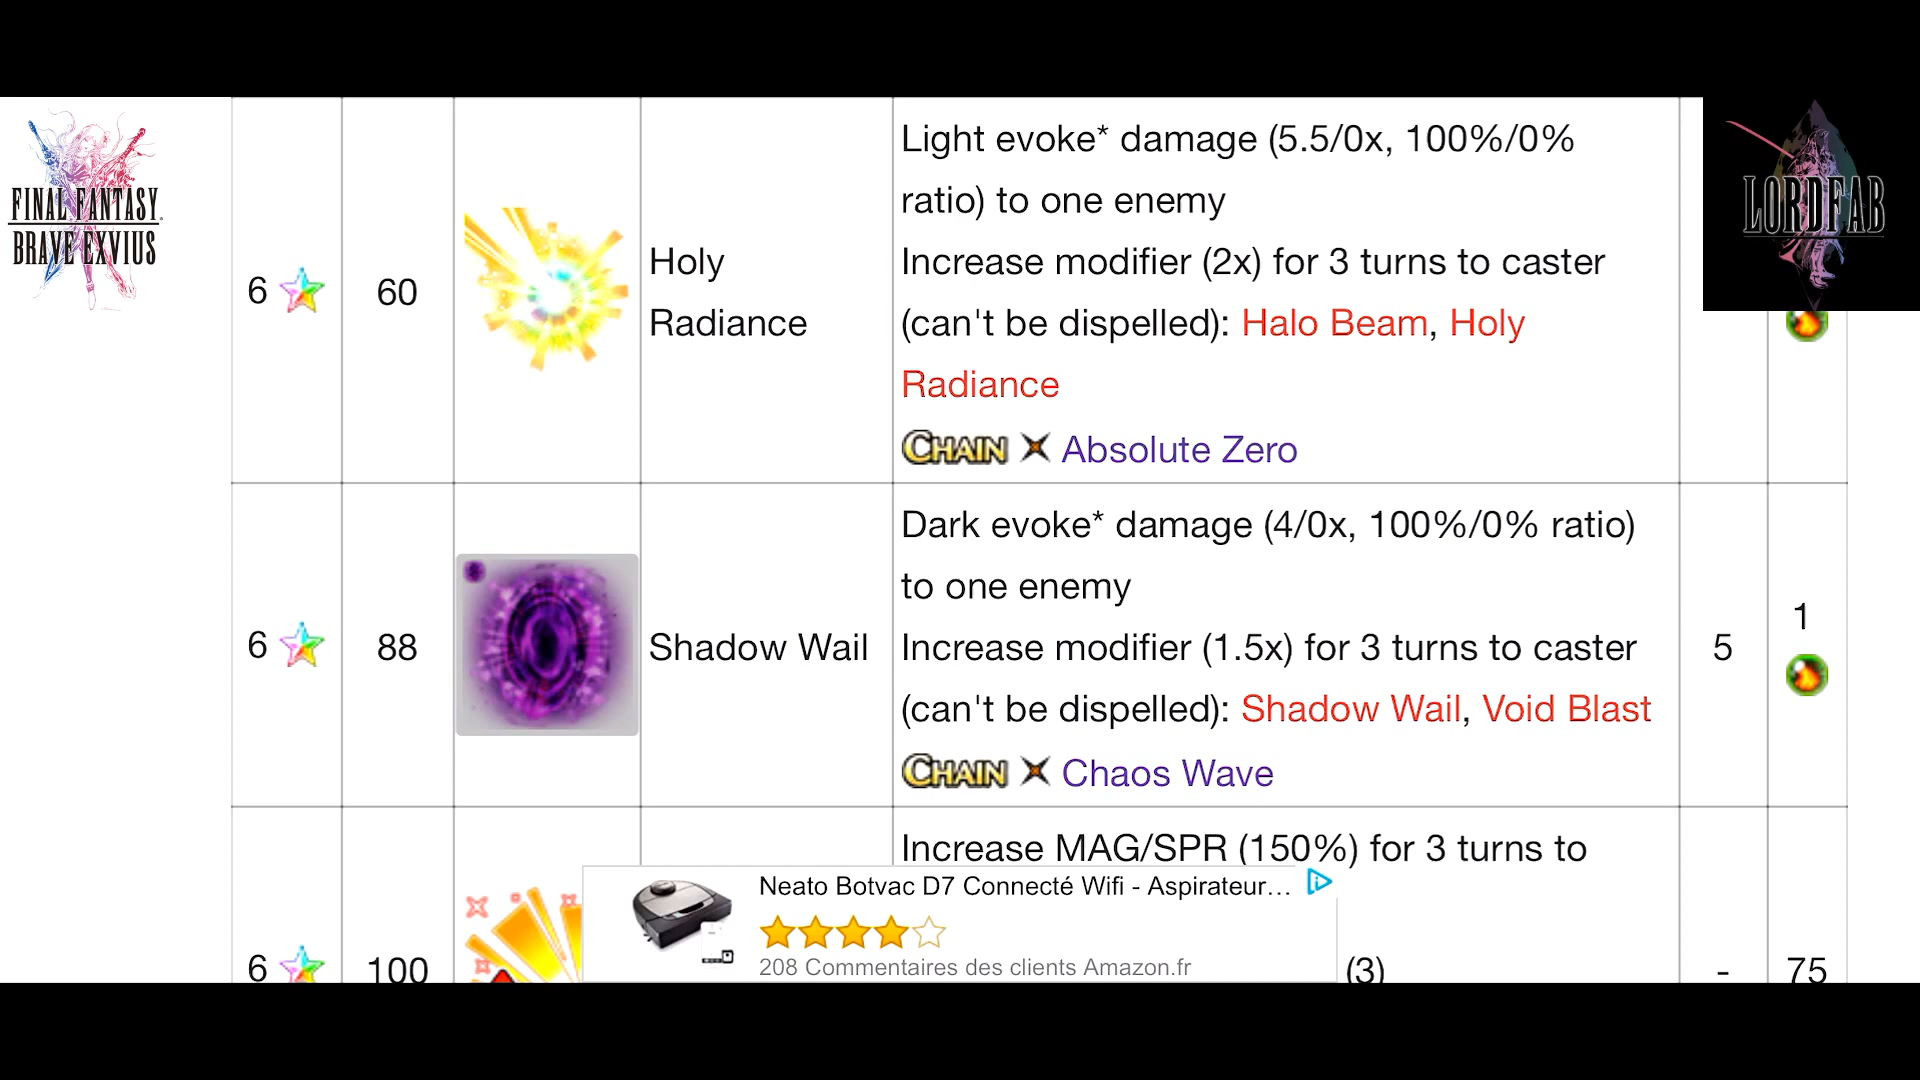 FINAL FANTASY
BRAVE EXVIUS
LORDFAB
6
60
Holy
Radiance
Light evoke* damage (5.5/0x, 100%/0%
ratio) to one enemy
Increase modifier (2x) for 3 turns to caster
(can't be dispelled): Halo Beam, Holy
Radiance
CHAIN Absolute Zero
6
88
Shadow Wail
Dark evoke* damage (4/0x, 100%/0% ratio)
to one enemy
Increase modifier (1.5x) for 3 turns to caster
(can't be dispelled): Shadow Wail, Void Blast
CHAIN Chaos Wave
5
1
6
100
Increase MAG/SPR (150%) for 3 turns to
(3)
-
75
Neato Botvac D7 Connecté Wifi - Aspirateur...
208 Commentaires des clients Amazon.fr